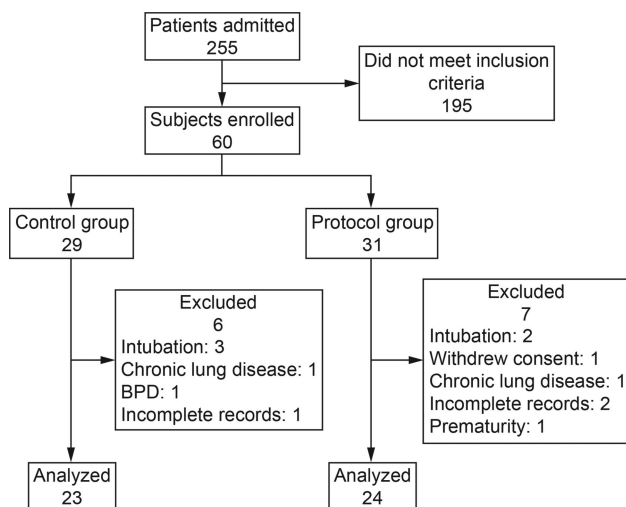 Patients admitted
255
Did not meet inclusion
criteria
195
Subjects enrolled
60
Control group
29
Protocol group
31
Excluded
6
Intubation: 3
Chronic lung disease: 1
BPD: 1
Incomplete records: 1
Excluded
7
Intubation: 2
Withdrew consent: 1
Chronic lung disease: 1
Incomplete records: 2
Prematurity: 1
Analyzed
23
Analyzed
24